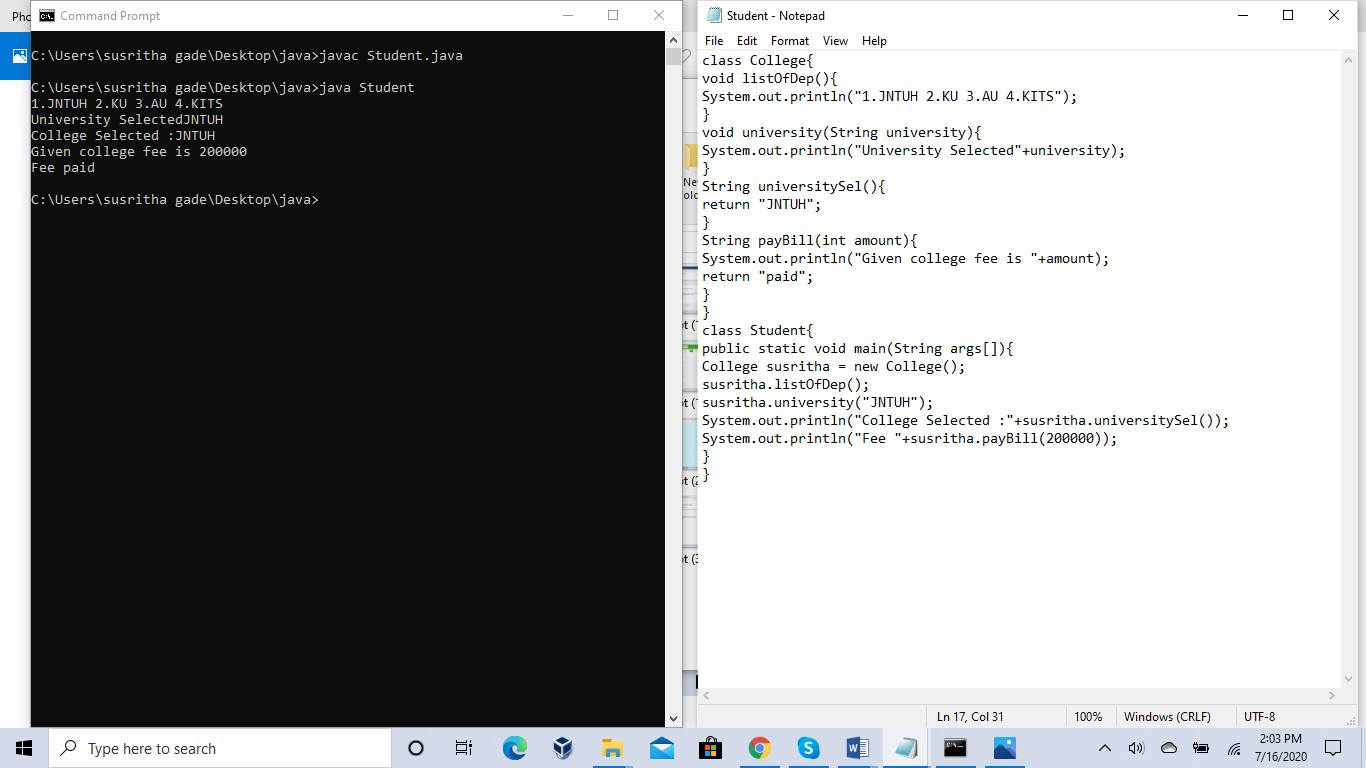 Pho
Command Prompt
C:\Users\susritha gade\Desktop\java>javac Student.java
C:\Users\susritha gade\Desktop\java>java Student
1.JNTUH 2.KU 3.AU 4.KITS
University SelectedJNTUH
College Selected :JNTUH
Given college fee is 200000
Fee paid
C:\Users\susritha gade\Desktop\java>
Ne
old
ot (
ot (
ot (2
ot (3
Student - Notepad
File Edit Format View Help
class College{
void listOfDep(){
System.out.println("1.JNTUH 2.KU 3.AU 4.KITS");
}
void university(String university){
System.out.println("University Selected"+university);
}
String universitySel(){
return "JNTUH";
}
String payBill(int amount){
System.out.println("Given college fee is "+amount);
return "paid";
}
}
class Student{
public static void main(String args[]){
College susritha = new College();
susritha.listOfDep();
susritha.university("JNTUH");
System.out.println("College Selected :"+susritha.universitySel());
System.out.println("Fee "+susritha.payBill(200000));
}
}
Ln 17, Col 31 100% Windows (CRLF) UTF-8
Type here to search
2:03 PM
7/16/2020